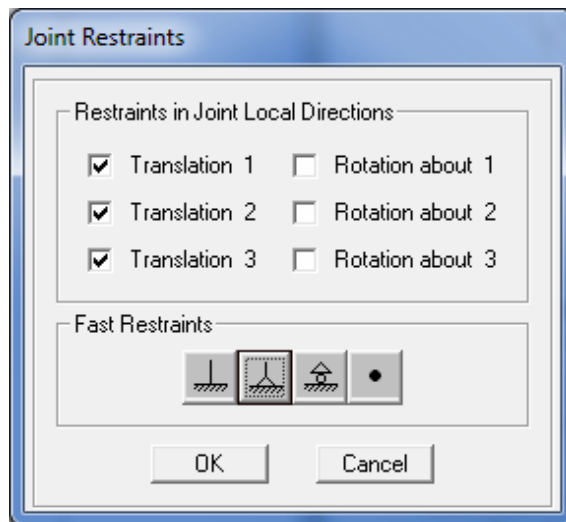 Joint Restraints
Restraints in Joint Local Directions
Translation 1 Rotation about 1
Translation 2 Rotation about 2
Translation 3 Rotation about 3
Fast Restraints
OK Cancel